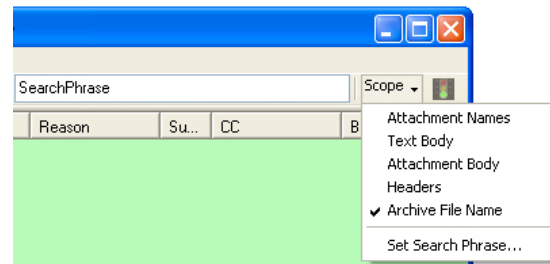 SearchPhrase Scope
Reason Su... CC B
Attachment Names
Text Body
Attachment Body
Headers
Archive File Name
Set Search Phrase...